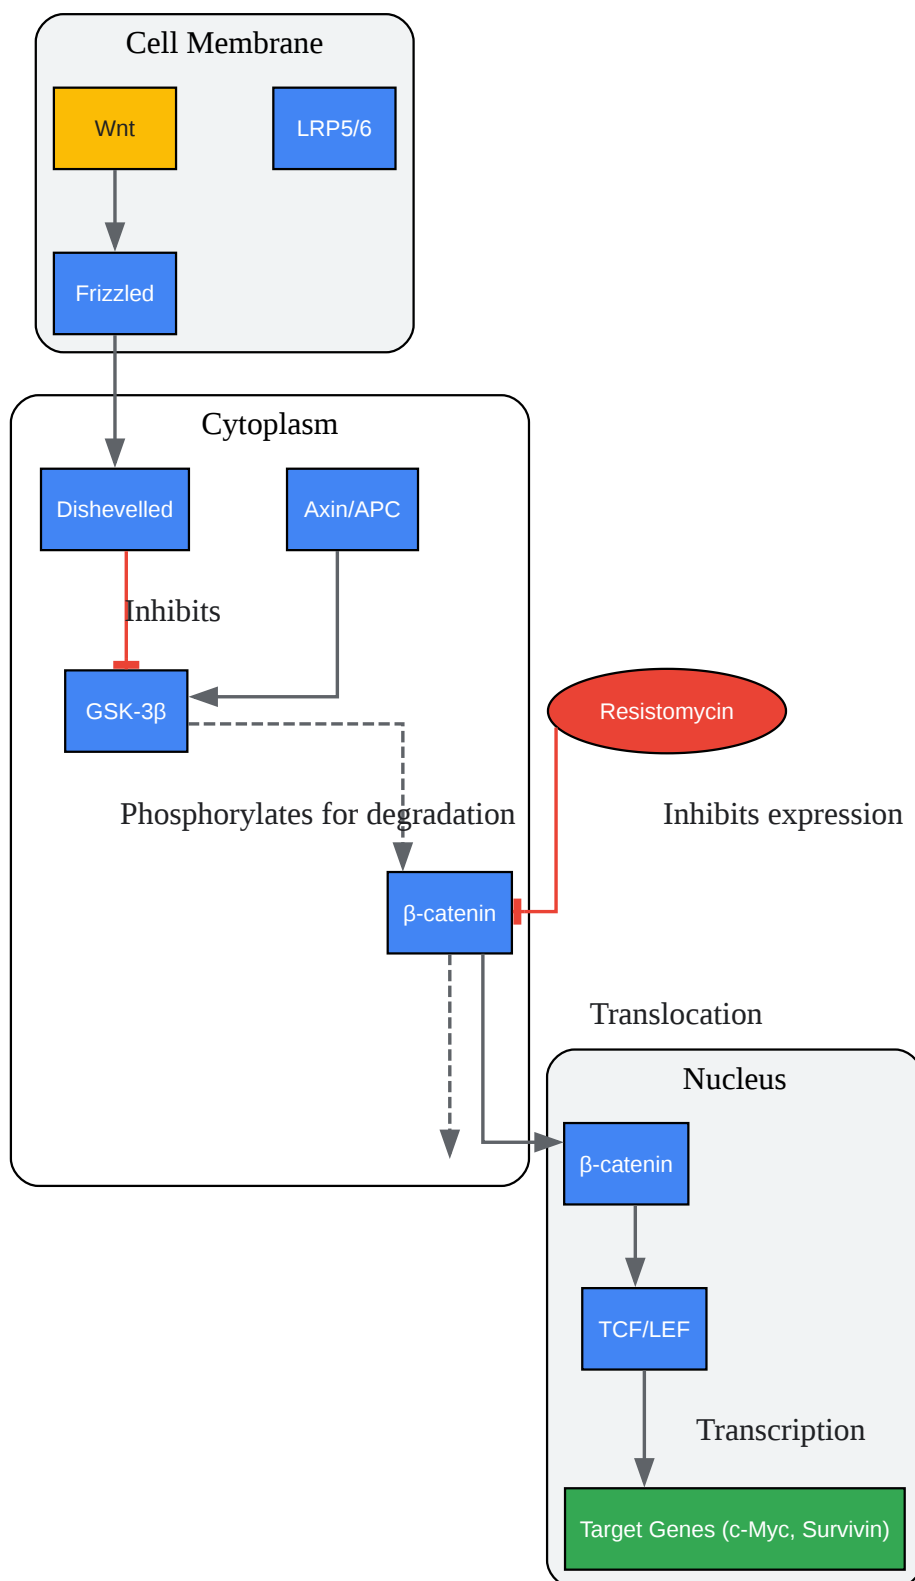 Cell Membrane
Wnt
LRP5/6
Frizzled
Cytoplasm
Dishevelled
Axin/APC
Inhibits
GSK-3β
Resistomycin
Phosphorylates for degradation
Inhibits expression
β-catenin
Translocation
Nucleus
β-catenin
TCF/LEF
Transcription
Target Genes (c-Myc, Survivin)